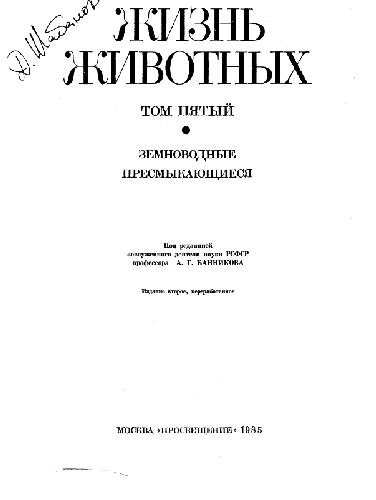 Д. Шабанов
ЖИЗНЬ
ЖИВОТНЫХ
ТОМ ПЯТЫЙ
ЗЕМНОВОДНЫЕ
ПРЕСМЫКАЮЩИЕСЯ
Под редакцией
заслуженного деятеля науки РСФСР
профессора А. Г. БАННИКОВА
Издание второе, переработанное
МОСКВА «ПРОСВЕЩЕНИЕ» 1985